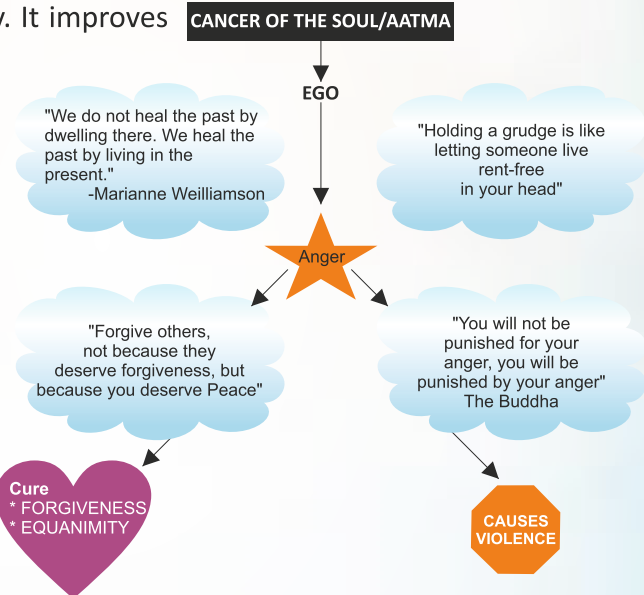 y. It improves
CANCER OF THE SOUL/AATMA
EGO
"We do not heal the past by
dwelling there. We heal the
past by living in the
present."
-Marianne Weilliamson
"Holding a grudge is like
letting someone live
rent-free
in your head"
Anger
"Forgive others,
not because they
deserve forgiveness, but
because you deserve Peace"
"You will not be
punished for your
anger, you will be
punished by your anger"
The Buddha
Cure
* FORGIVENESS
* EQUANIMITY
CAUSES
VIOLENCE